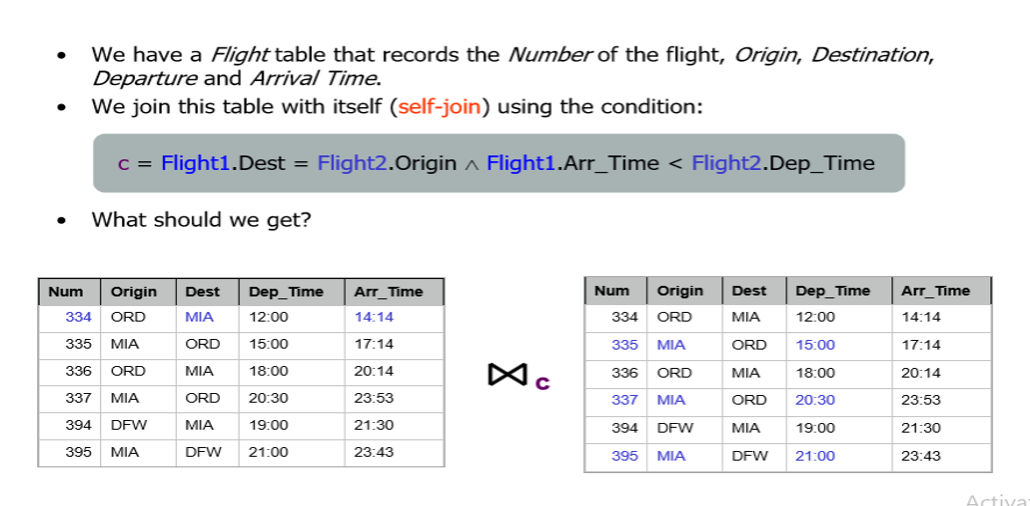 • We have a Flight table that records the Number of the flight, Origin, Destination,
Departure and Arrival Time.
• We join this table with itself (self-join) using the condition:
c = Flight1.Dest = Flight2.Origin ∧ Flight1.Arr_Time < Flight2.Dep_Time
• What should we get?
Num Origin Dest Dep_Time Arr_Time
334 ORD MIA 12:00 14:14
335 MIA ORD 15:00 17:14
336 ORD MIA 18:00 20:14
337 MIA ORD 20:30 23:53
394 DFW MIA 19:00 21:30
395 MIA DFW 21:00 23:43
⋈ c
Num Origin Dest Dep_Time Arr_Time
334 ORD MIA 12:00 14:14
335 MIA ORD 15:00 17:14
336 ORD MIA 18:00 20:14
337 MIA ORD 20:30 23:53
394 DFW MIA 19:00 21:30
395 MIA DFW 21:00 23:43
Activa